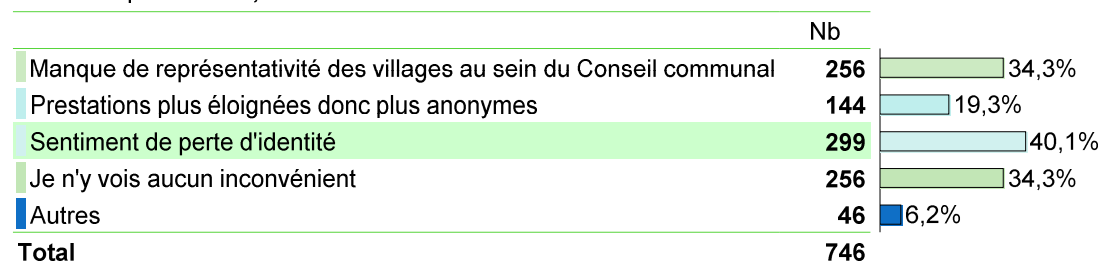 Nb
Manque de représentativité des villages au sein du Conseil communal 256 34,3%
Prestations plus éloignées donc plus anonymes 144 19,3%
Sentiment de perte d'identité 299 40,1%
Je n'y vois aucun inconvénient 256 34,3%
Autres 46 6,2%
Total 746